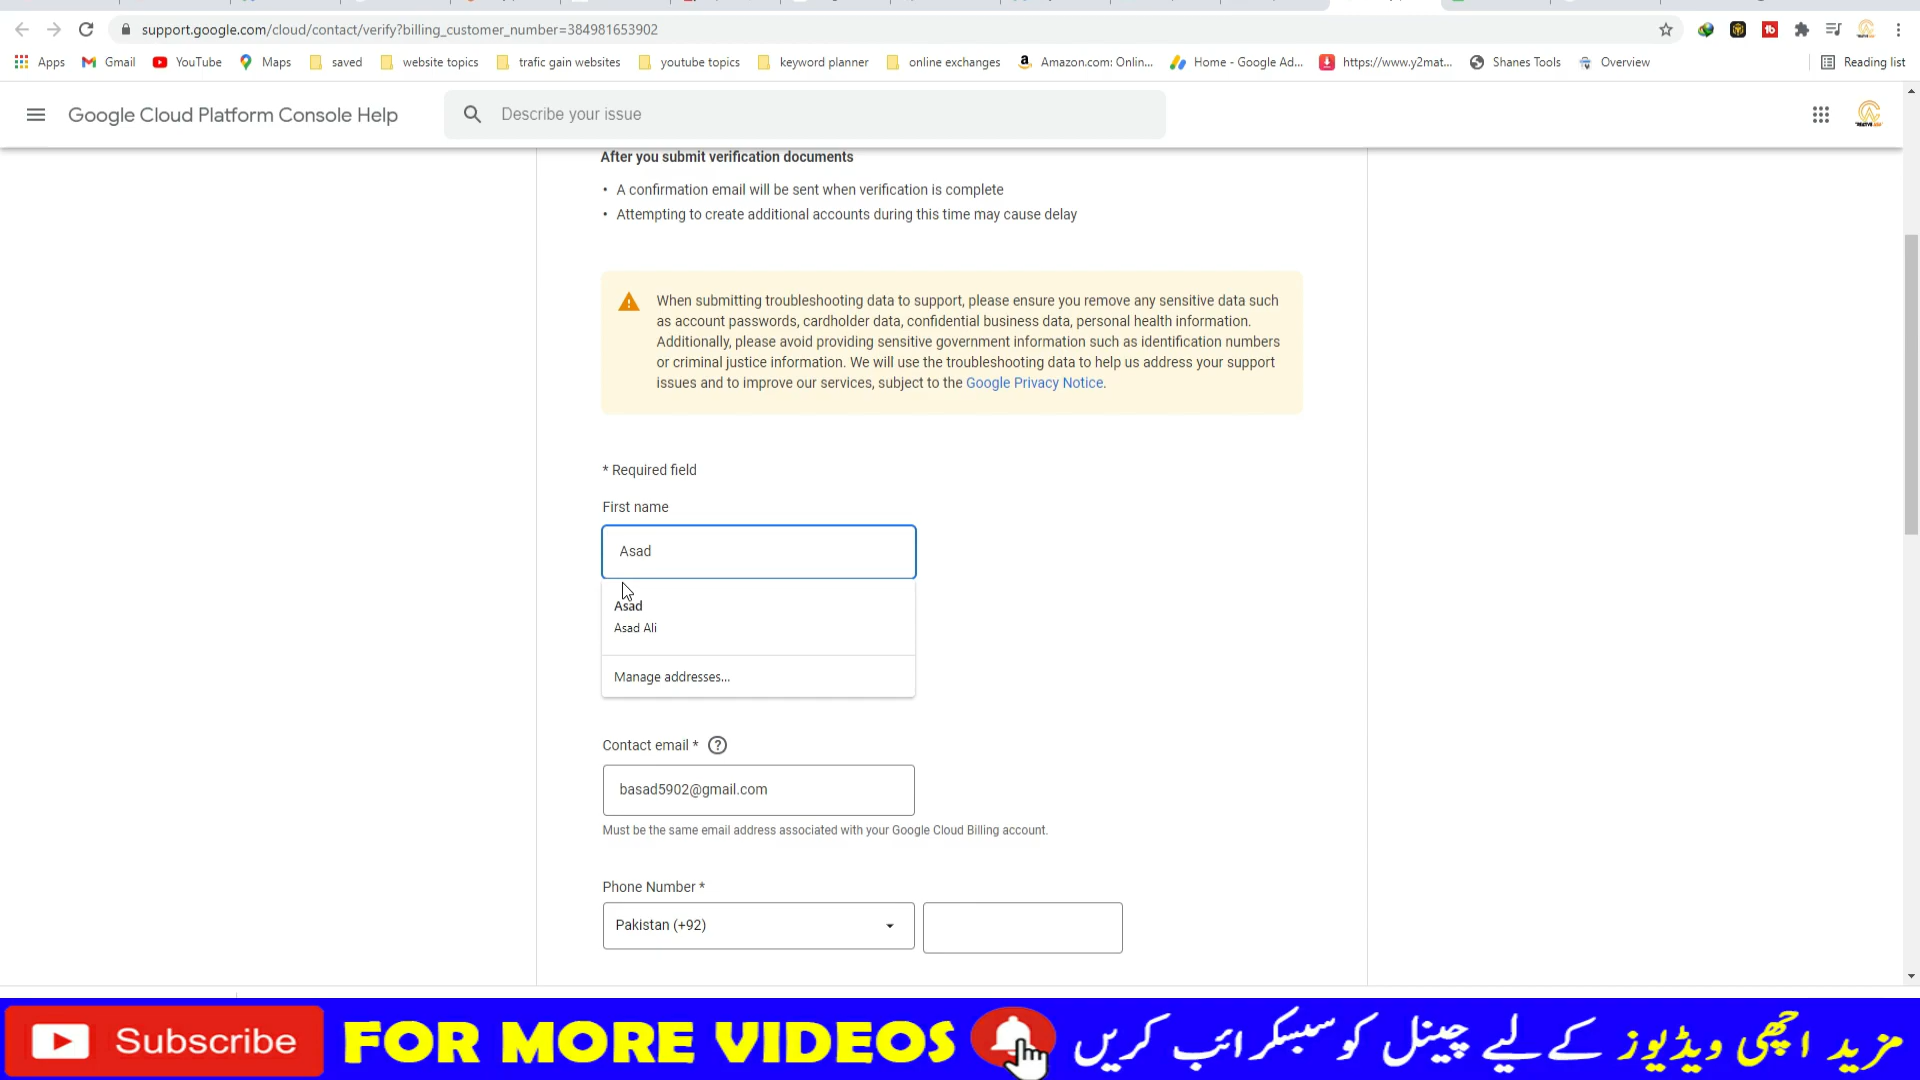 support.google.com/cloud/contact/verify?billing_customer_number=384981653902
Apps Gmail YouTube Maps saved website topics trafic gain websites youtube topics keyword planner online exchanges Amazon.com: Onlin... Home - Google Ad... https://www.y2mat... Shanes Tools Overview Reading list
Google Cloud Platform Console Help
Describe your issue
After you submit verification documents
• A confirmation email will be sent when verification is complete
• Attempting to create additional accounts during this time may cause delay
When submitting troubleshooting data to support, please ensure you remove any sensitive data such
as account passwords, cardholder data, confidential business data, personal health information.
Additionally, please avoid providing sensitive government information such as identification numbers
or criminal justice information. We will use the troubleshooting data to help us address your support
issues and to improve our services, subject to the Google Privacy Notice.
* Required field
First name
Asad
Asad
Asad Ali
Manage addresses...
Contact email *
basad5902@gmail.com
Must be the same email address associated with your Google Cloud Billing account.
Phone Number *
Pakistan (+92)
Subscribe FOR MORE VIDEOS مزید اچھی ویڈیوز کے لیے چینل کو سبسکرائب کریں